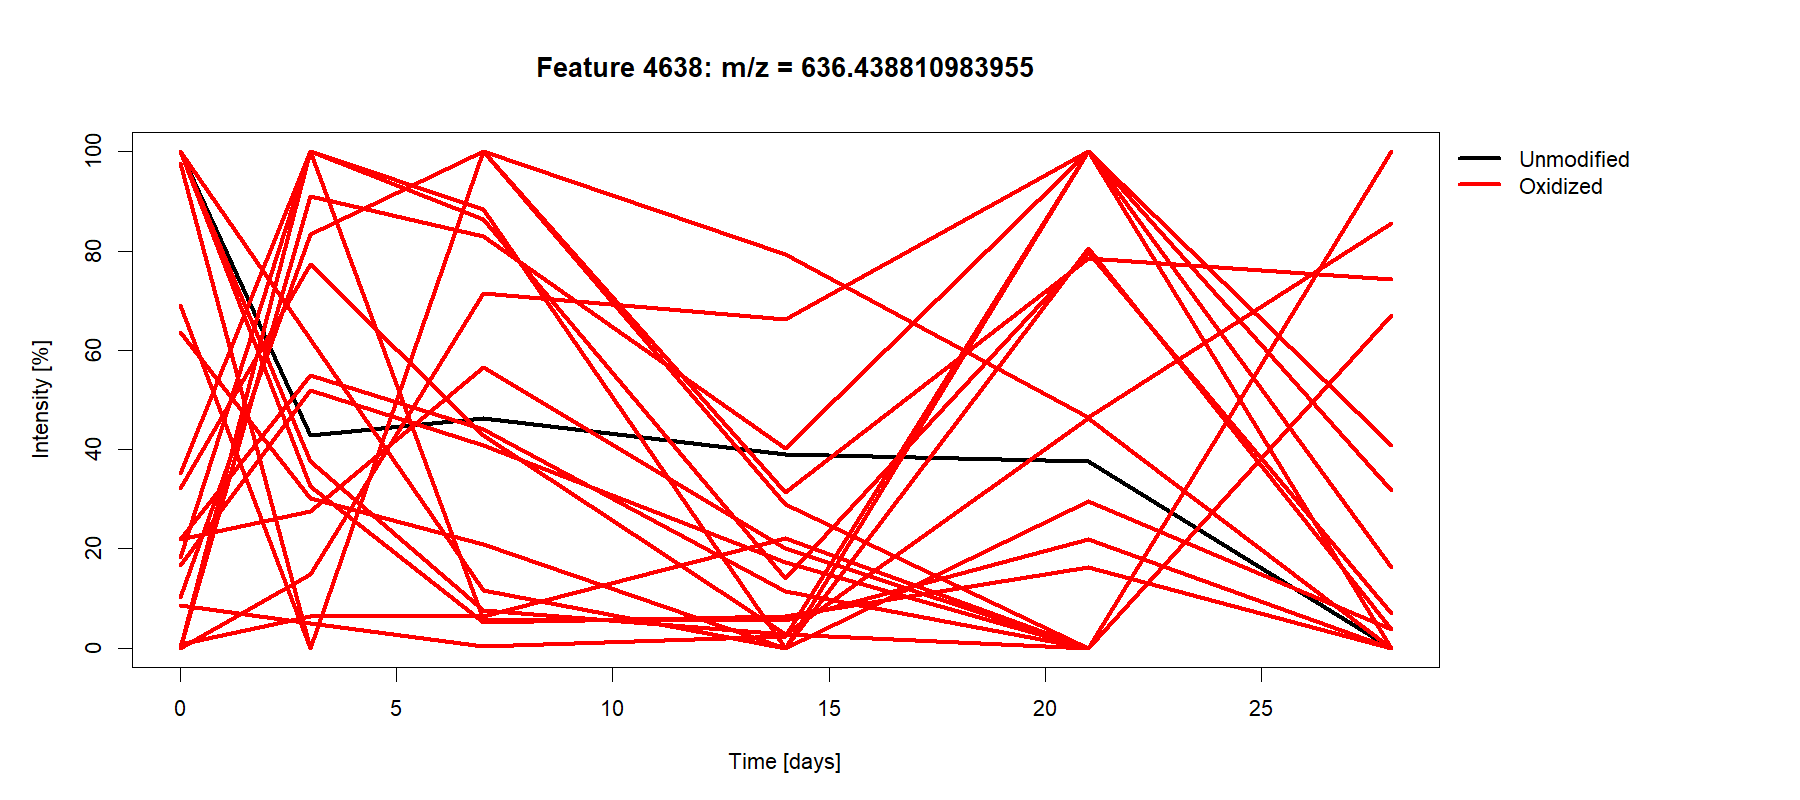 Feature 4638: m/z = 636.438810983955
Unmodified
Oxidized
Intensity [%]
100
80
60
40
20
0
0 5 10 15 20 25
Time [days]